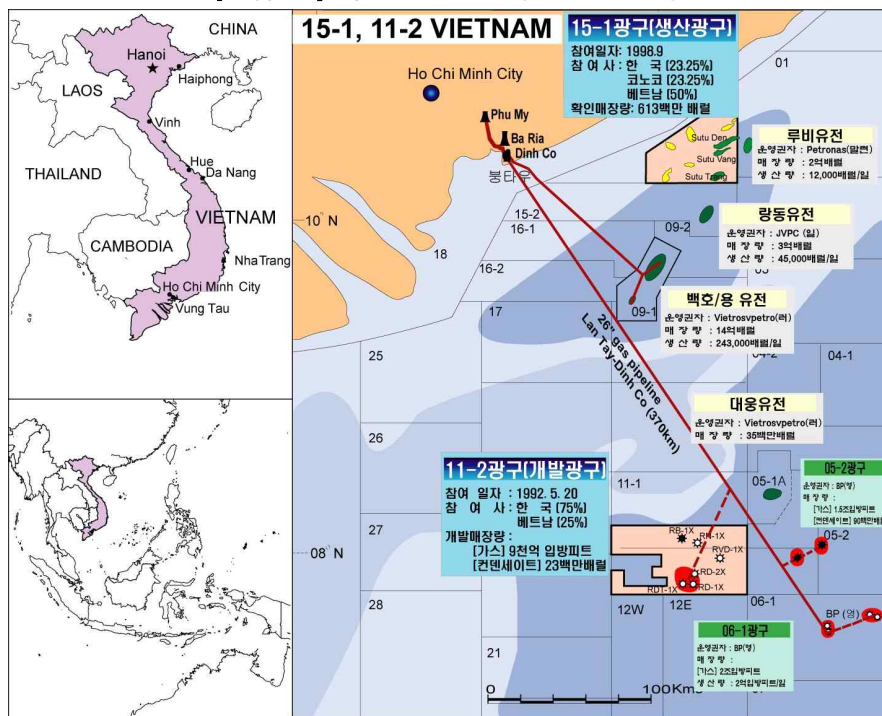 CHINA
Hanoi
Haiphong
LAOS
Vinh
THAILAND
Hue
Da Nang
VIETNAM
CAMBODIA
Nha Trang
Ho Chi Minh City
Vung Tau
15-1, 11-2 VIETNAM
Ho Chi Minh City
Phu My
Ba Ria
Dinh Co
붕타우
15-1광구(생산광구)
참여일자: 1998.9
참 여 사 : 한 국 (23.25%)
코노코 (23.25%)
베트남 (50%)
확인매장량: 613백만 배럴
01
Sutu Den
Sutu Vang
Sutu Trang
루비유전
운영권자 : Petronas(말련)
매 장 량 : 2억배럴
생 산 량 : 12,000배럴/일
10 ° N
15-2
16-1
09-2
18
16-2
17
09-1
랑동유전
운영권자 : JVPC (일)
매 장 량 : 3억배럴
생 산 량 : 45,000배럴/일
백호/용 유전
운영권자 : Vietrosvpetro(러)
매 장 량 : 14억배럴
생 산 량 : 243,000배럴/일
26" gas pipeline
Lan Tay-Dinh Co (370km)
25
04-2
04-1
26
대웅유전
운영권자 : Vietrosvpetro(러)
매 장 량 : 35백만배럴
11-2광구(개발광구)
참여 일자 : 1992. 5. 20
참 여 사 : 한 국 (75%)
베트남 (25%)
개발매장량 :
[가스] 9천억 입방피트
[컨덴세이트] 23백만배럴
11-1
05-1A
05-2광구
운영권자 : BP(영)
매 장 량 :
[가스] 1.5조입방피트
[컨덴세이트] 90백만배럴
05-2
27
08 ° N
RB-1X
RN-1X
RVD-1X
RD-2X
RD1-1X
RD-1X
28
12W
12E
06-1
BP (영)
06-1광구
운영권자 : BP(영)
매 장 량 :
[가스] 2조입방피트
생 산 량 : 2억입방피트/일
21
0
100Kms